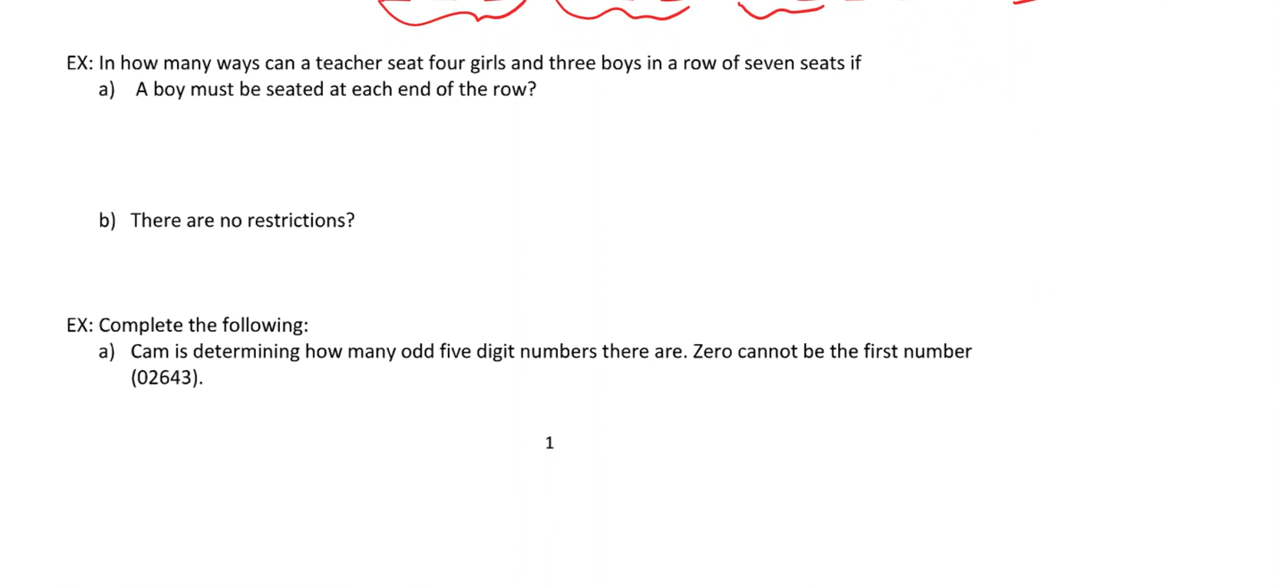 EX: In how many ways can a teacher seat four girls and three boys in a row of seven seats if
a) A boy must be seated at each end of the row?
b) There are no restrictions?
EX: Complete the following:
a) Cam is determining how many odd five digit numbers there are. Zero cannot be the first number
(02643).
1